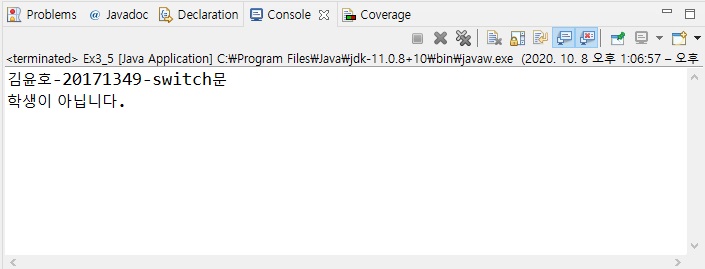 Problems @ Javadoc Declaration Console Coverage
<terminated> Ex3_5 [Java Application] C:₩Program Files₩Java₩jdk-11.0.8+10₩bin₩javaw.exe (2020. 10. 8 오후 1:06:57 – 오후
김윤호-20171349-switch문
학생이 아닙니다.